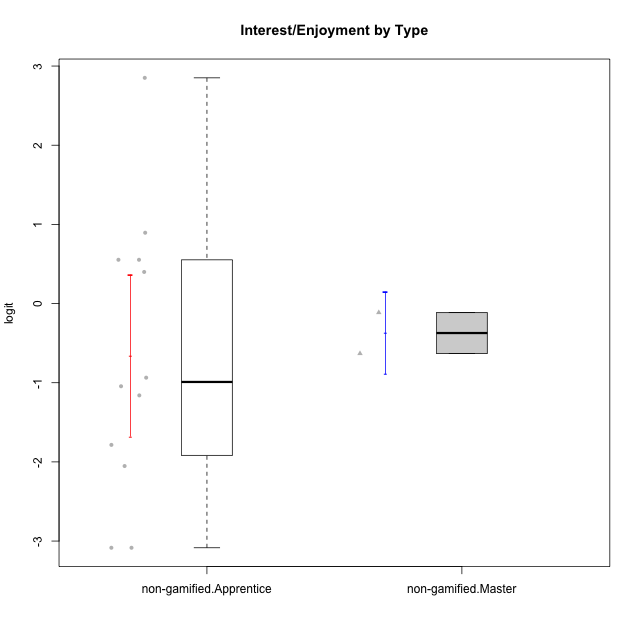 Interest/Enjoyment by Type
logit
3
2
1
0
-1
-2
-3
non-gamified.Apprentice
non-gamified.Master